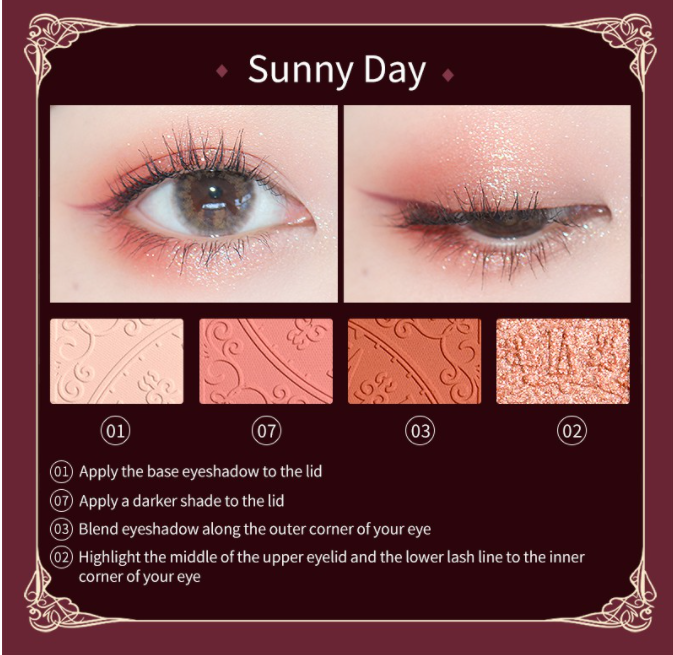 Sunny Day
01
07
03
02
01 Apply the base eyeshadow to the lid
07 Apply a darker shade to the lid
03 Blend eyeshadow along the outer corner of your eye
02 Highlight the middle of the upper eyelid and the lower lash line to the inner
corner of your eye